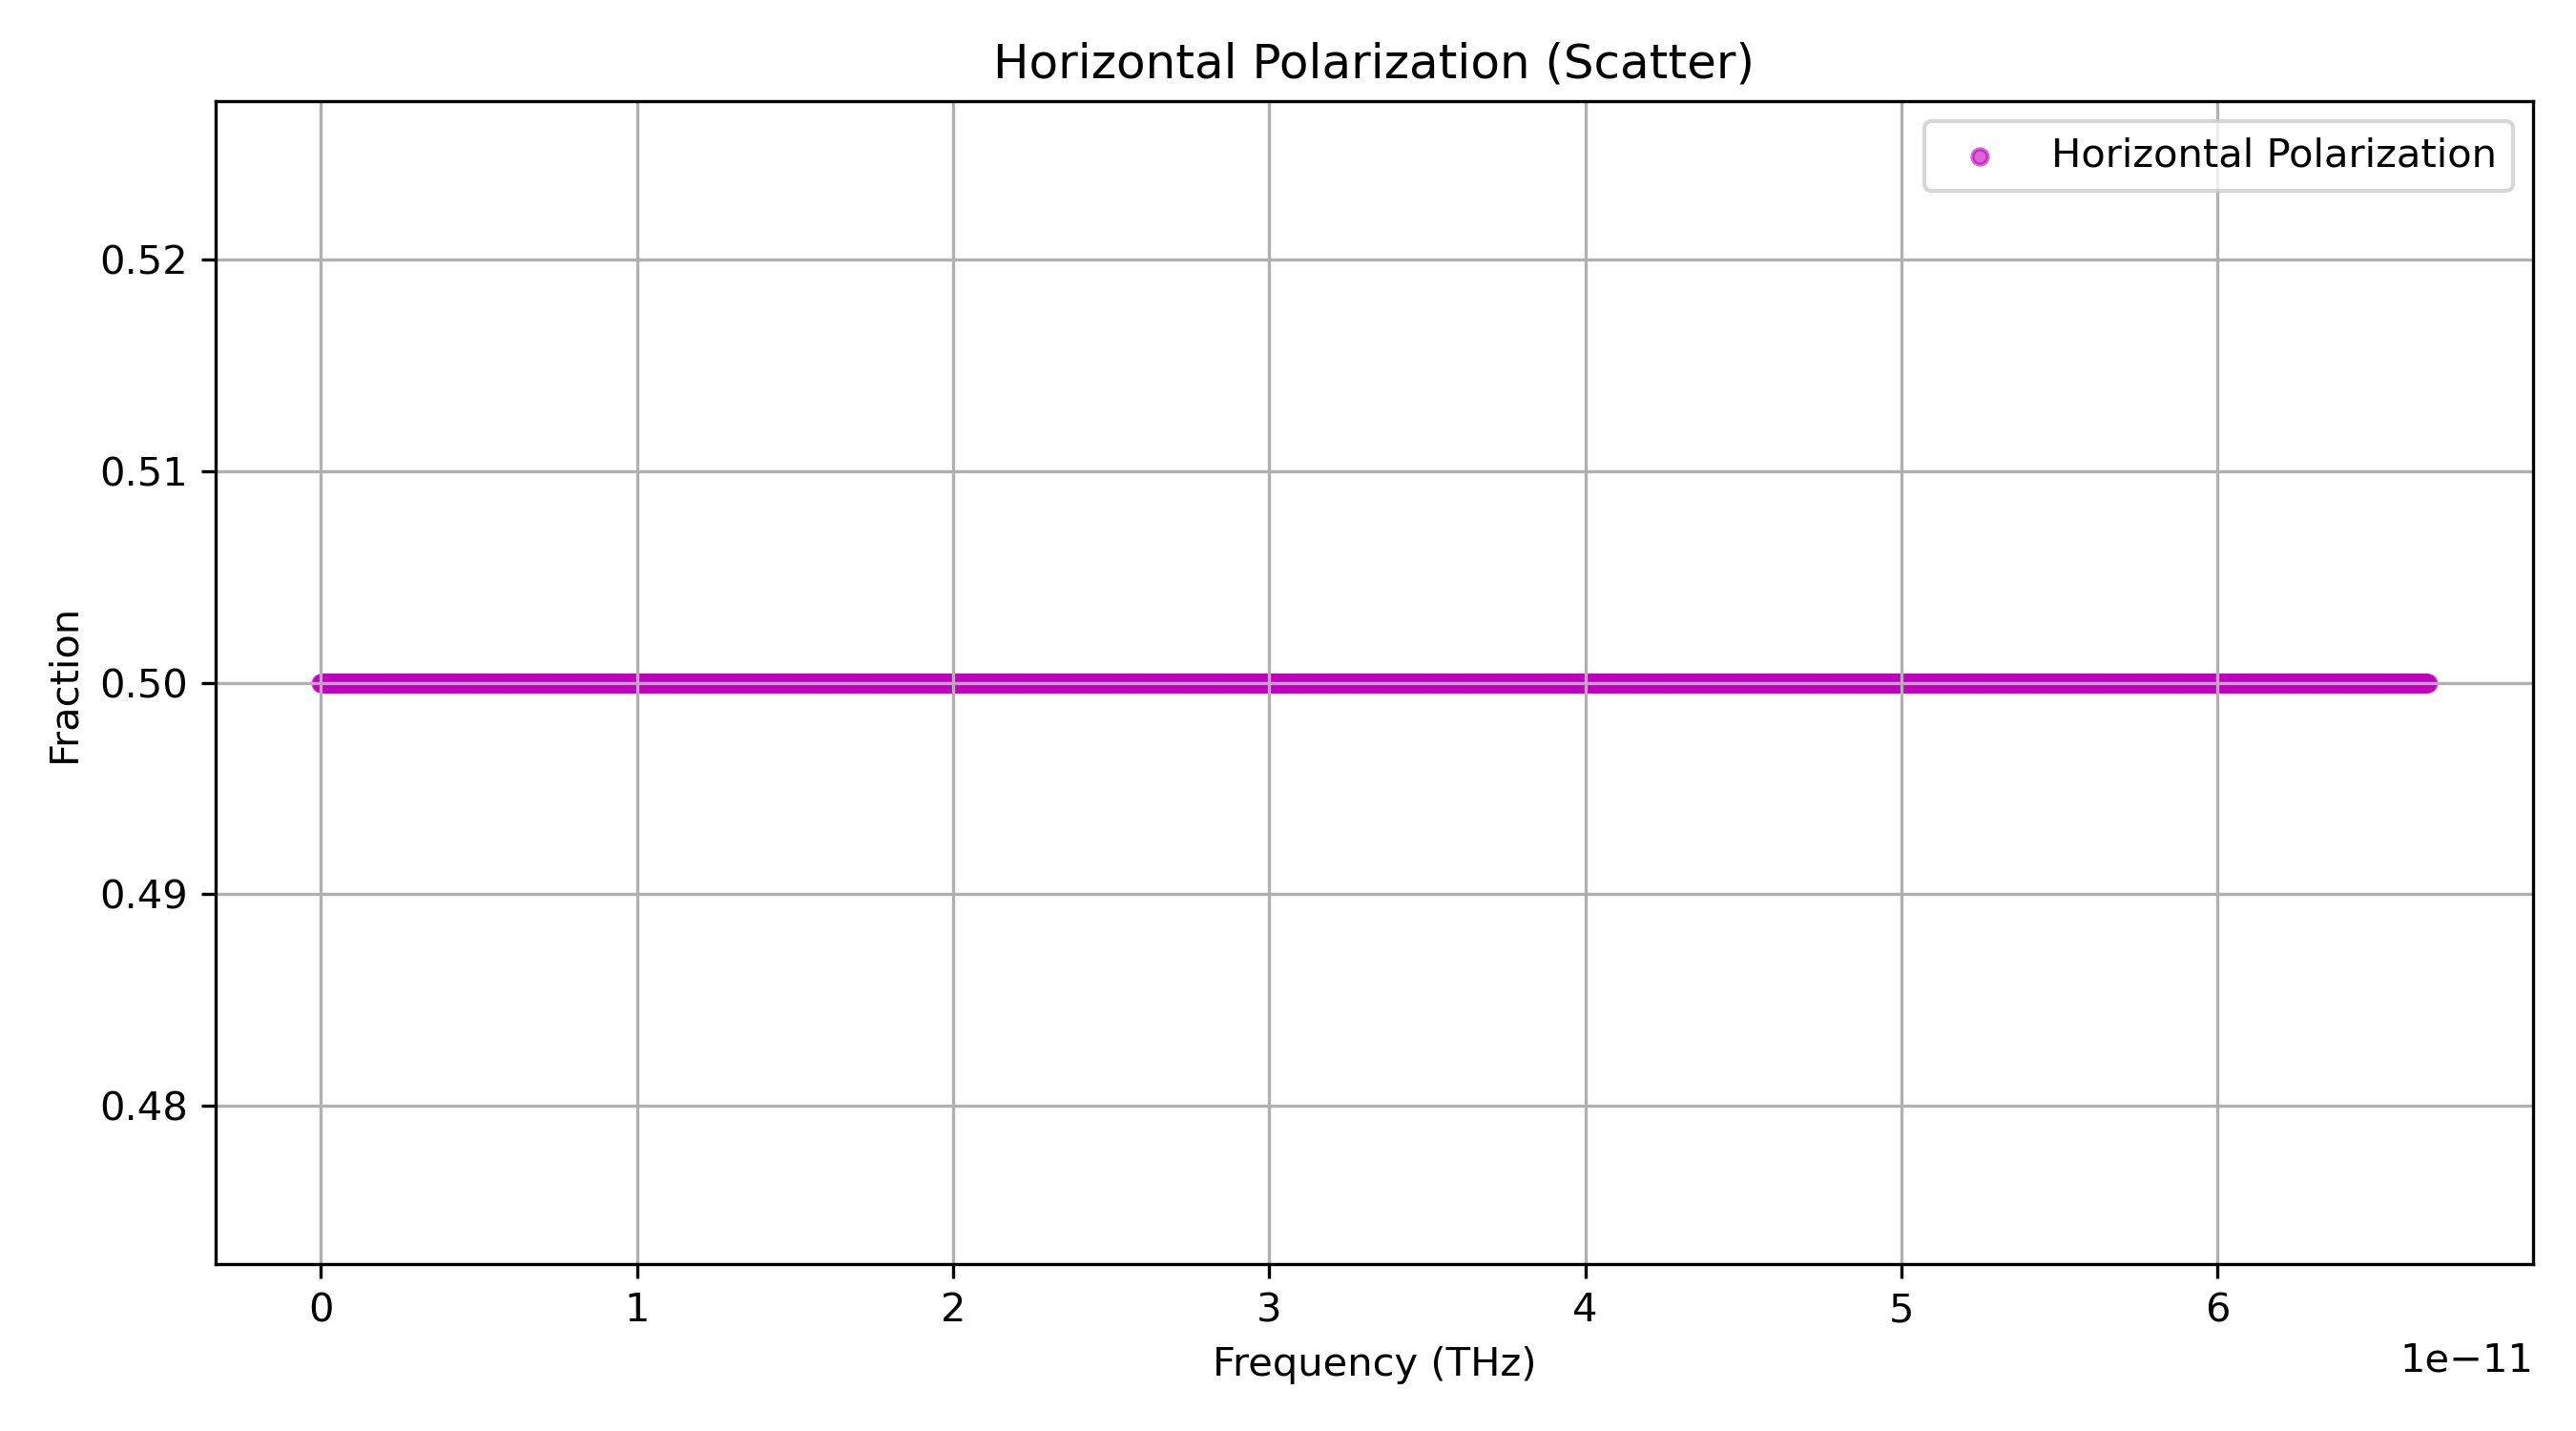 Horizontal Polarization (Scatter)
Horizontal Polarization
0.52
0.51
0.50
0.49
0.48
Fraction
0 1 2 3 4 5 6
Frequency (THz)
1e−11